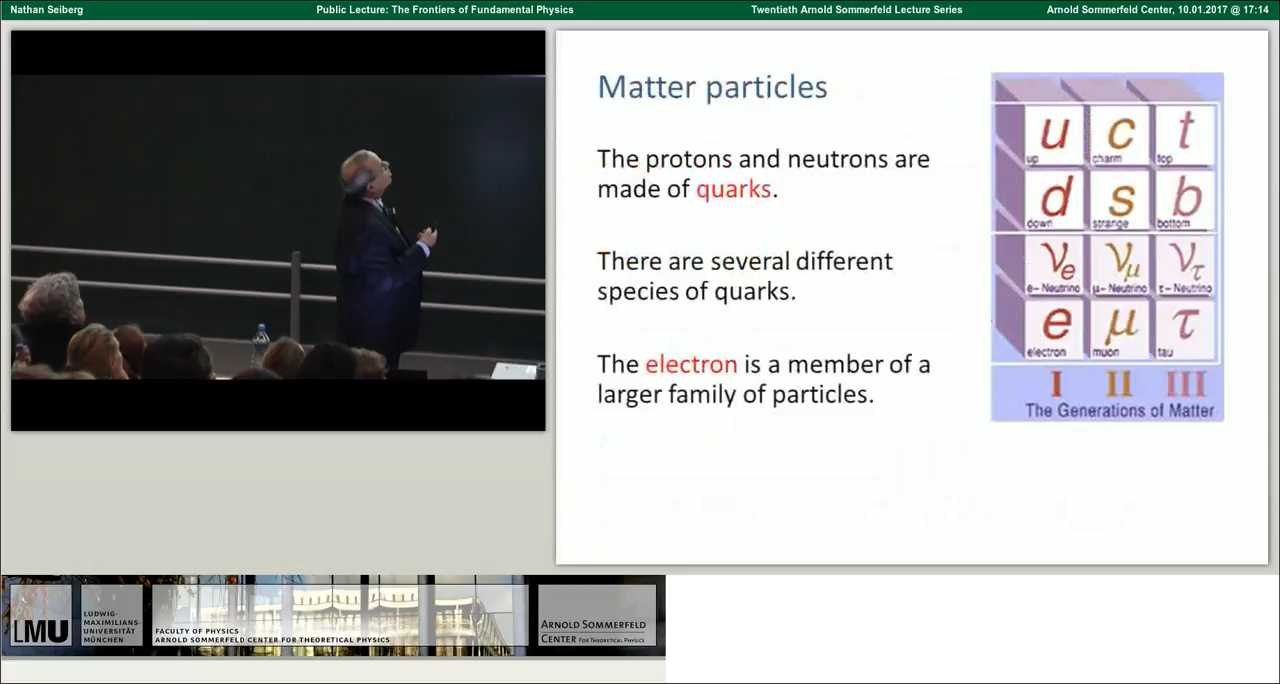 Nathan Seiberg
Public Lecture: The Frontiers of Fundamental Physics
Twentieth Arnold Sommerfeld Lecture Series
Arnold Sommerfeld Center, 10.01.2017 @ 17:14
Matter particles
The protons and neutrons are
made of quarks.
There are several different
species of quarks.
The electron is a member of a
larger family of particles.
u c t
up charm top
d s b
down strange bottom
νe νμ ντ
e- Neutrino μ- Neutrino τ- Neutrino
e μ τ
electron muon tau
I II III
The Generations of Matter
LMU
LUDWIG-
MAXIMILIANS-
UNIVERSITÄT
MÜNCHEN
FACULTY OF PHYSICS
ARNOLD SOMMERFELD CENTER FOR THEORETICAL PHYSICS
ARNOLD SOMMERFELD
CENTER FOR THEORETICAL PHYSICS